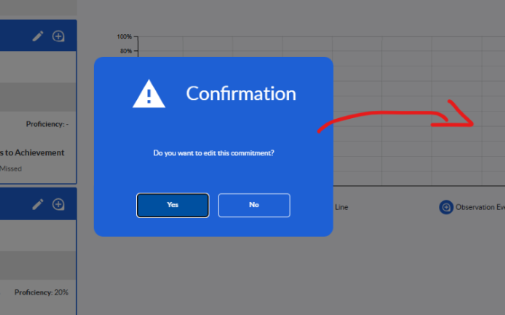 100%
80%
Confirmation
Proficiency: -
s to Achievement
Missed
Do you want to edit this commitment?
Yes
No
Line
Observation Eve
Proficiency: 20%